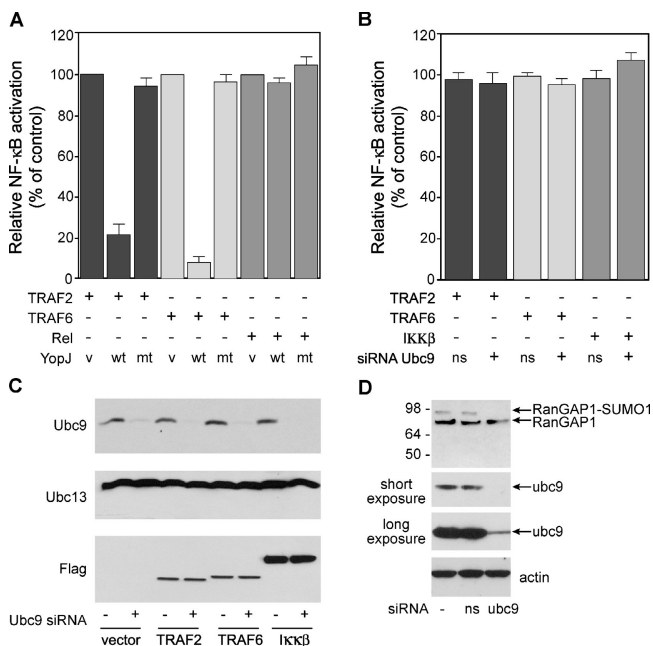 A
Relative NF-κB activation
(% of control)
120
100
80
60
40
20
0
TRAF2 + + + - - - - - -
TRAF6 - - - + + + - - -
Rel - - - - - - + + +
YopJ v wt mt v wt mt v wt mt
B
Relative NF-κB activation
(% of control)
120
100
80
60
40
20
0
TRAF2 + + - - - -
TRAF6 - - + + - -
IKKβ - - - - + +
siRNA Ubc9 ns + ns + ns +
C
Ubc9
Ubc13
Flag
Ubc9 siRNA - + - + - + - +
vector TRAF2 TRAF6 Iκκβ
D
98 -
64 -
50 -
RanGAP1-SUMO1
RanGAP1
short
exposure
ubc9
long
exposure
ubc9
actin
siRNA - ns ubc9